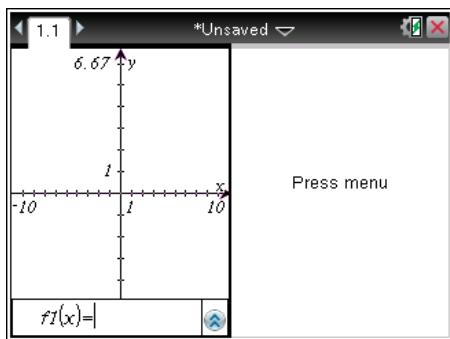 1.1 *Unsaved
6.67 y
1
x
-10 1 10
Press menu
f1(x)=